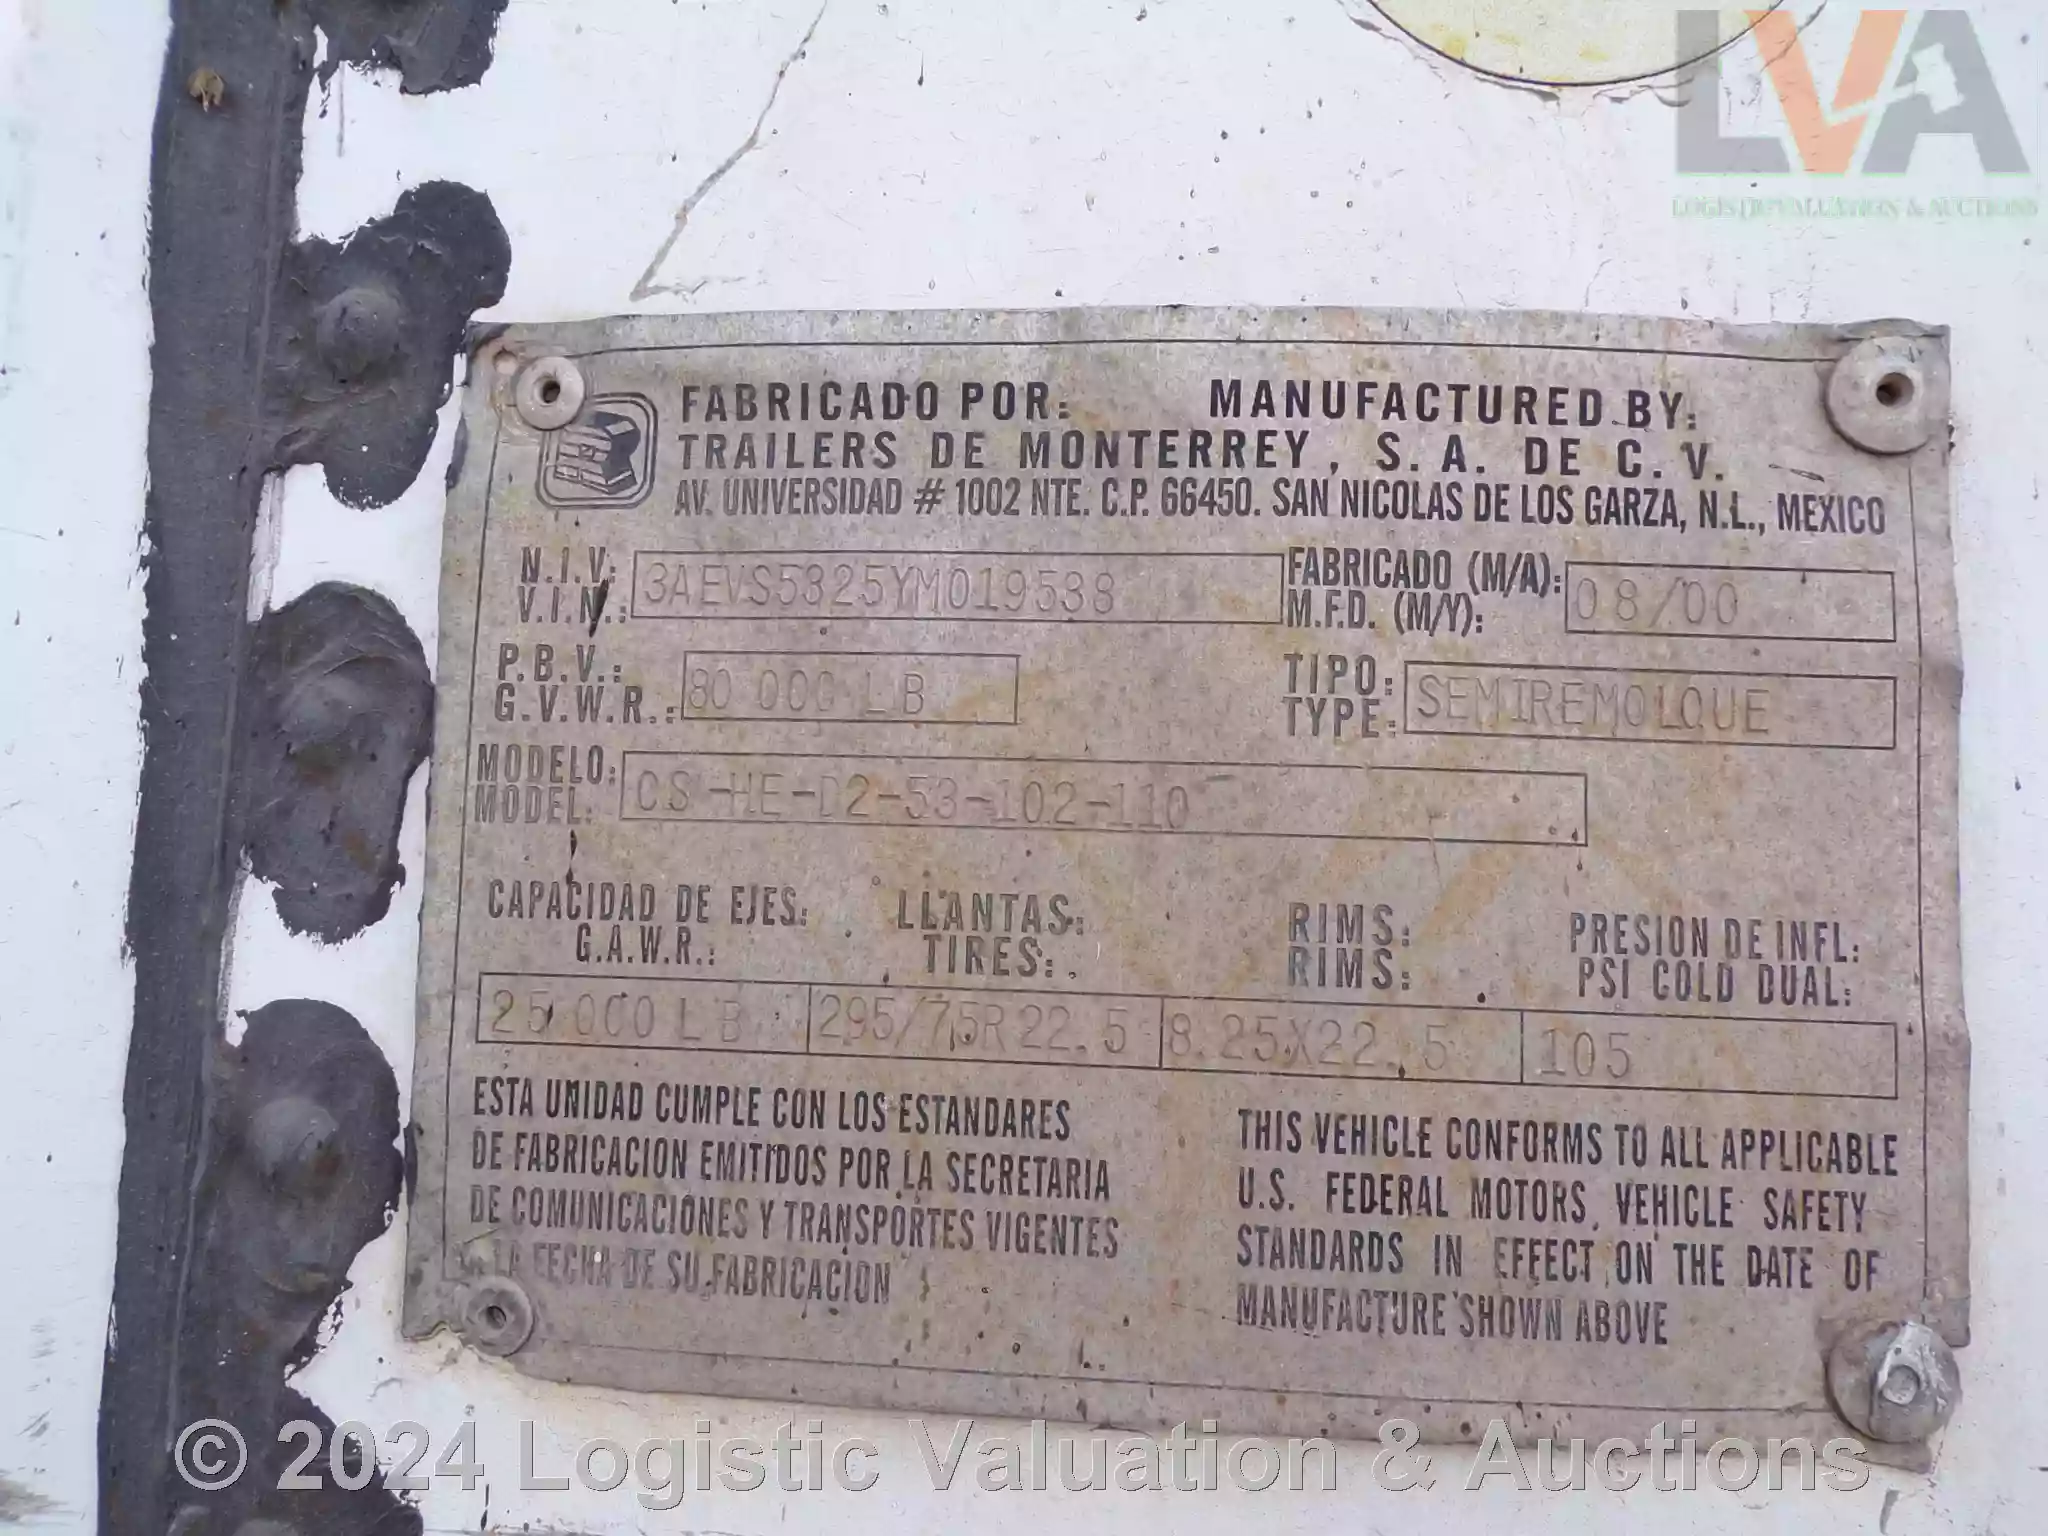 LVA
LOGISTIC VALUATION & AUCTIONS
FABRICADO POR: MANUFACTURED BY:
TRAILERS DE MONTERREY, S. A. DE C. V.
AV. UNIVERSIDAD # 1002 NTE. C.P. 66450. SAN NICOLAS DE LOS GARZA, N.L., MEXICO
N.I.V.: FABRICADO (M/A):
V.I.N.: M.F.D. (M/Y): 08/00
P.B.V.: TIPO:
G.V.W.R.: 80 000 LB TYPE: SEMIREMOLQUE
MODELO:
MODEL: CS-HE-D2-53-102-110
CAPACIDAD DE EJES: LLANTAS: RIMS: PRESION DE INFL:
G.A.W.R.: TIRES: RIMS: PSI COLD DUAL:
25 000 LB 295/75R22.5 8.25X22.5 105
ESTA UNIDAD CUMPLE CON LOS ESTANDARES
DE FABRICACION EMITIDOS POR LA SECRETARIA
DE COMUNICACIONES Y TRANSPORTES VIGENTES
A LA FECHA DE SU FABRICACION
THIS VEHICLE CONFORMS TO ALL APPLICABLE
U.S. FEDERAL MOTORS VEHICLE SAFETY
STANDARDS IN EFFECT ON THE DATE OF
MANUFACTURE SHOWN ABOVE
© 2024 Logistic Valuation & Auctions